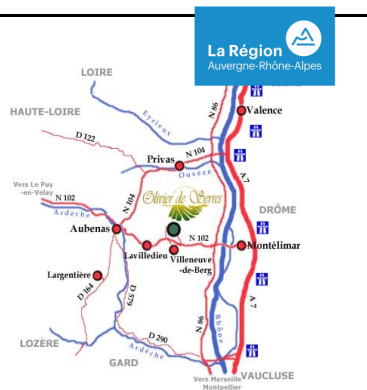 La Région
Auvergne-Rhône-Alpes
LOIRE
HAUTE-LOIRE
Eyrieux
N 86
Valence
D 122
Privas
N 104
Ouvèze
A 7
Vers Le Puy
-en-Velay
N 102
Ardèche
N 104
Olivier de Serres
DRÔME
Aubenas
N 102
Montélimar
Lavilledieu
Villeneuve
-de-Berg
Largentière
D 164
D 579
N 86
Rhône
A 7
D 290
Ardèche
LOZÈRE
GARD
VAUCLUSE
Vers Marseille
Montpellier